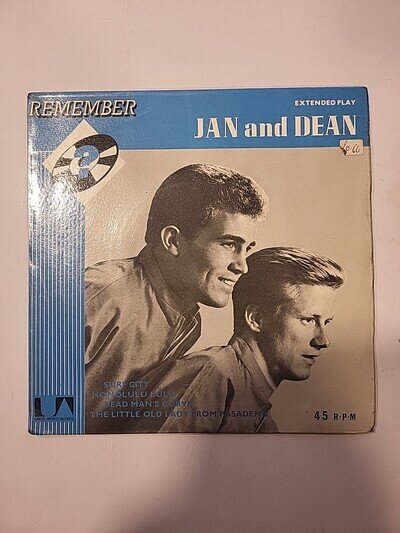 REMEMBER
EXTENDED PLAY
JAN and DEAN
?
SURF CITY
HONOLULU LULU
DEAD MAN'S CURVE
THE LITTLE OLD LADY FROM PASADENA
UA
45 R·P·M